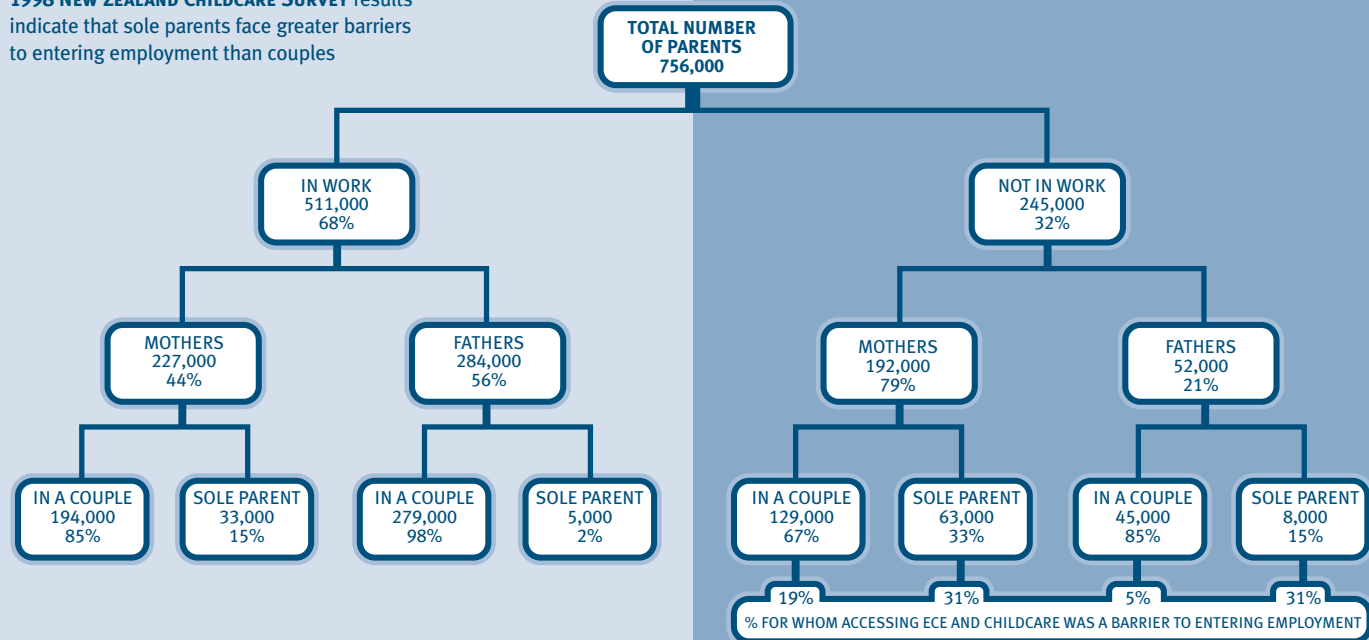 1998 NEW ZEALAND CHILDCARE SURVEY results
indicate that sole parents face greater barriers
to entering employment than couples
TOTAL NUMBER
OF PARENTS
756,000
IN WORK
511,000
68%
NOT IN WORK
245,000
32%
MOTHERS
227,000
44%
FATHERS
284,000
56%
MOTHERS
192,000
79%
FATHERS
52,000
21%
IN A COUPLE
194,000
85%
SOLE PARENT
33,000
15%
IN A COUPLE
279,000
98%
SOLE PARENT
5,000
2%
IN A COUPLE
129,000
67%
SOLE PARENT
63,000
33%
IN A COUPLE
45,000
85%
SOLE PARENT
8,000
15%
19%
31%
5%
31%
% FOR WHOM ACCESSING ECE AND CHILDCARE WAS A BARRIER TO ENTERING EMPLOYMENT